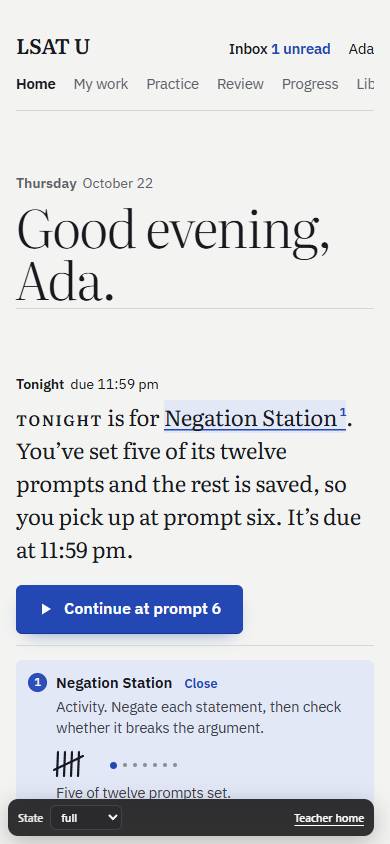 LSAT U
Inbox 1 unread Ada
Home My work Practice Review Progress Lib
Thursday October 22
Good evening,
Ada.
Tonight due 11:59 pm
TONIGHT is for Negation Station 1.
You’ve set five of its twelve
prompts and the rest is saved, so
you pick up at prompt six. It’s due
at 11:59 pm.
Continue at prompt 6
1 Negation Station Close
Activity. Negate each statement, then check
whether it breaks the argument.
Five of twelve prompts set.
State full Teacher home